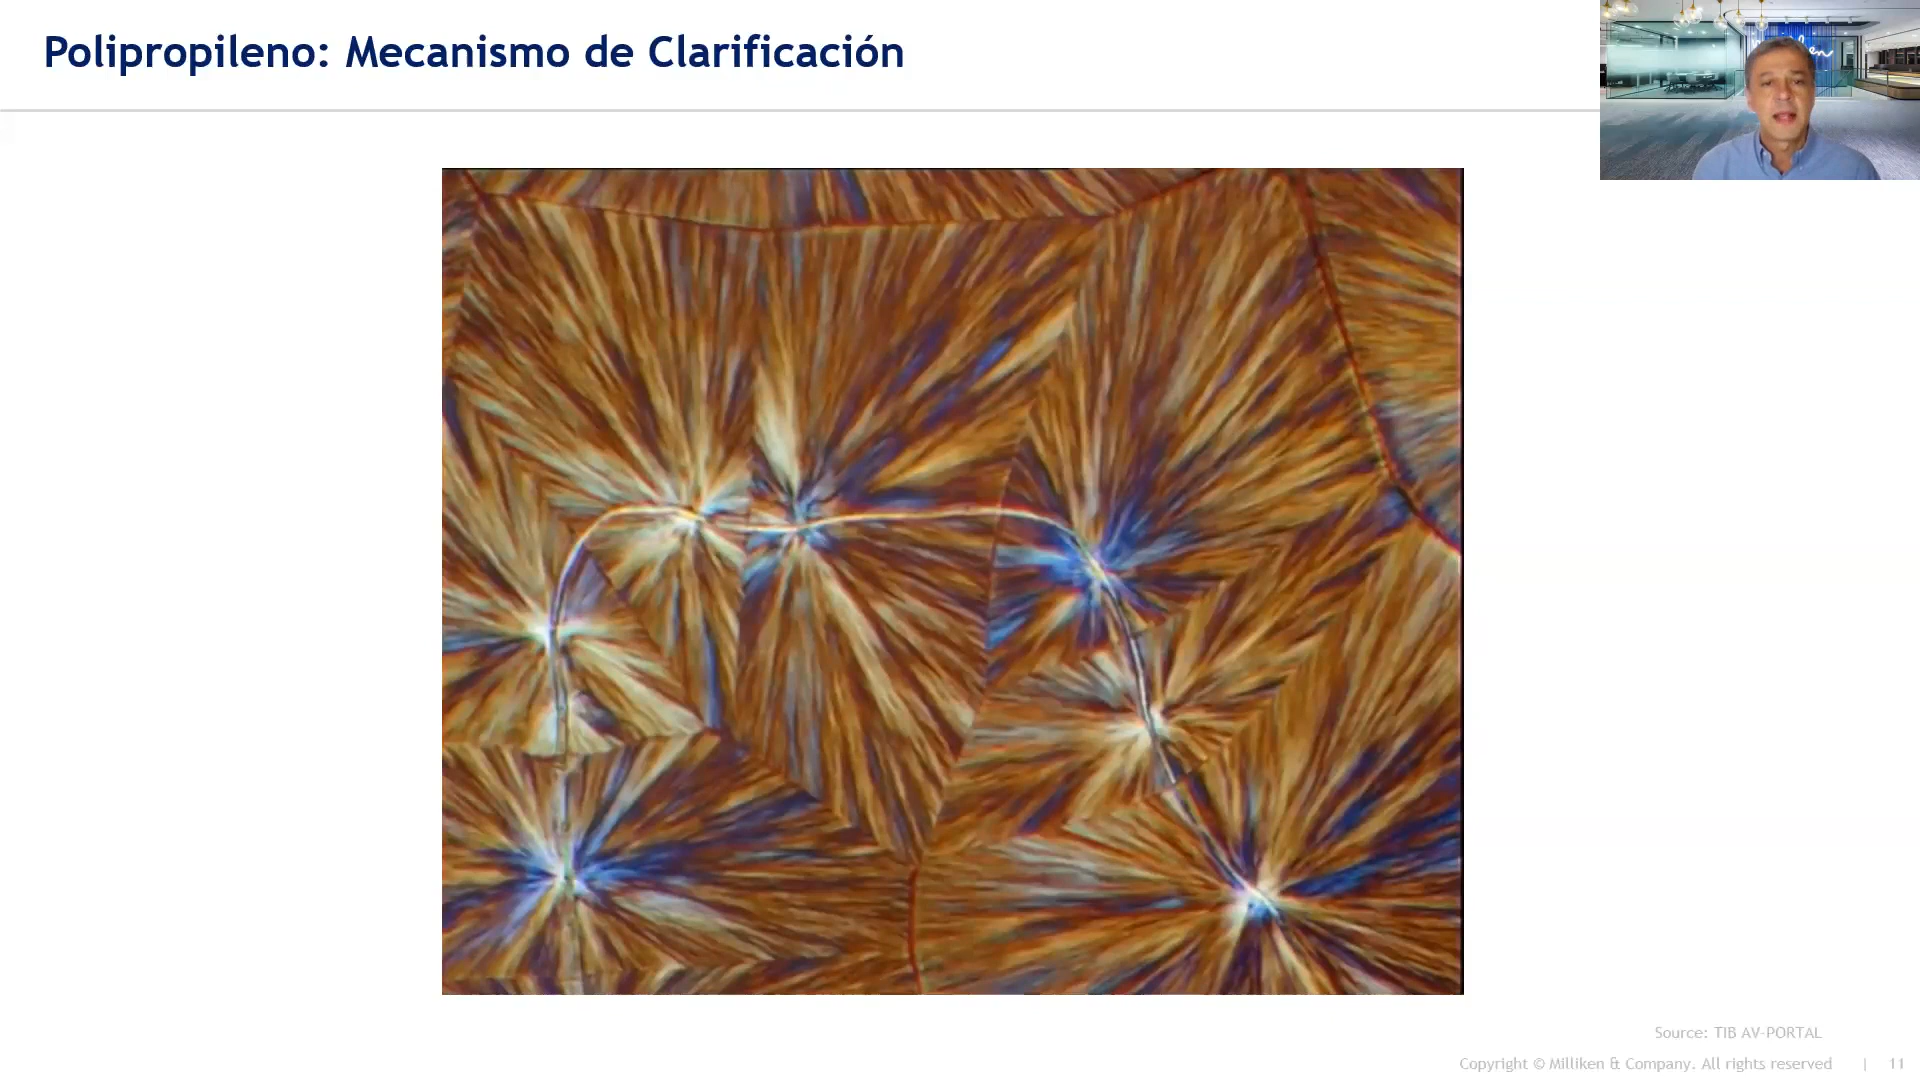 Polipropileno: Mecanismo de Clarificación
Source: TIB AV-PORTAL
Copyright © Milliken & Company. All rights reserved | 11